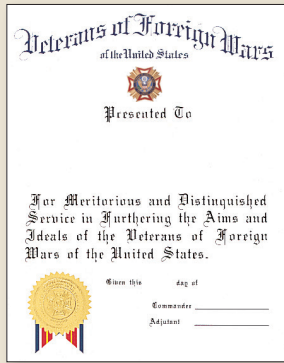 Veterans of Foreign Wars
of the United States
Presented To
For Meritorious and Distinguished
Service in Furthering the Aims and
Ideals of the Veterans of Foreign
Wars of the United States.
Given this day of
Commander
Adjutant